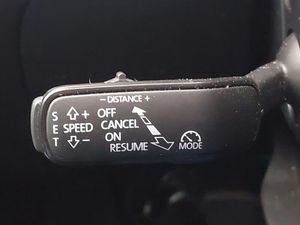 - DISTANCE +
S + OFF
E SPEED CANCEL
T - ON
RESUME MODE